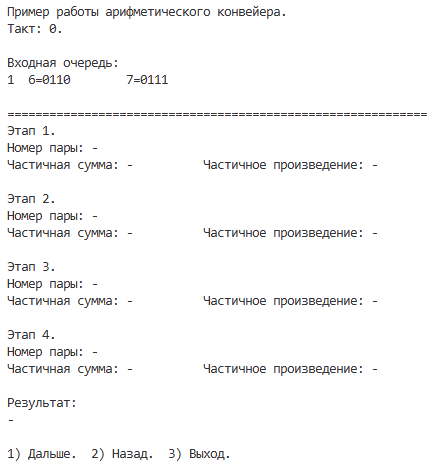 Пример работы арифметического конвейера.
Такт: 0.
Входная очередь:
1  6=0110        7=0111
============================================================
Этап 1.
Номер пары: -
Частичная сумма: -          Частичное произведение: -
Этап 2.
Номер пары: -
Частичная сумма: -          Частичное произведение: -
Этап 3.
Номер пары: -
Частичная сумма: -          Частичное произведение: -
Этап 4.
Номер пары: -
Частичная сумма: -          Частичное произведение: -
Результат:
-
1) Дальше.  2) Назад.  3) Выход.